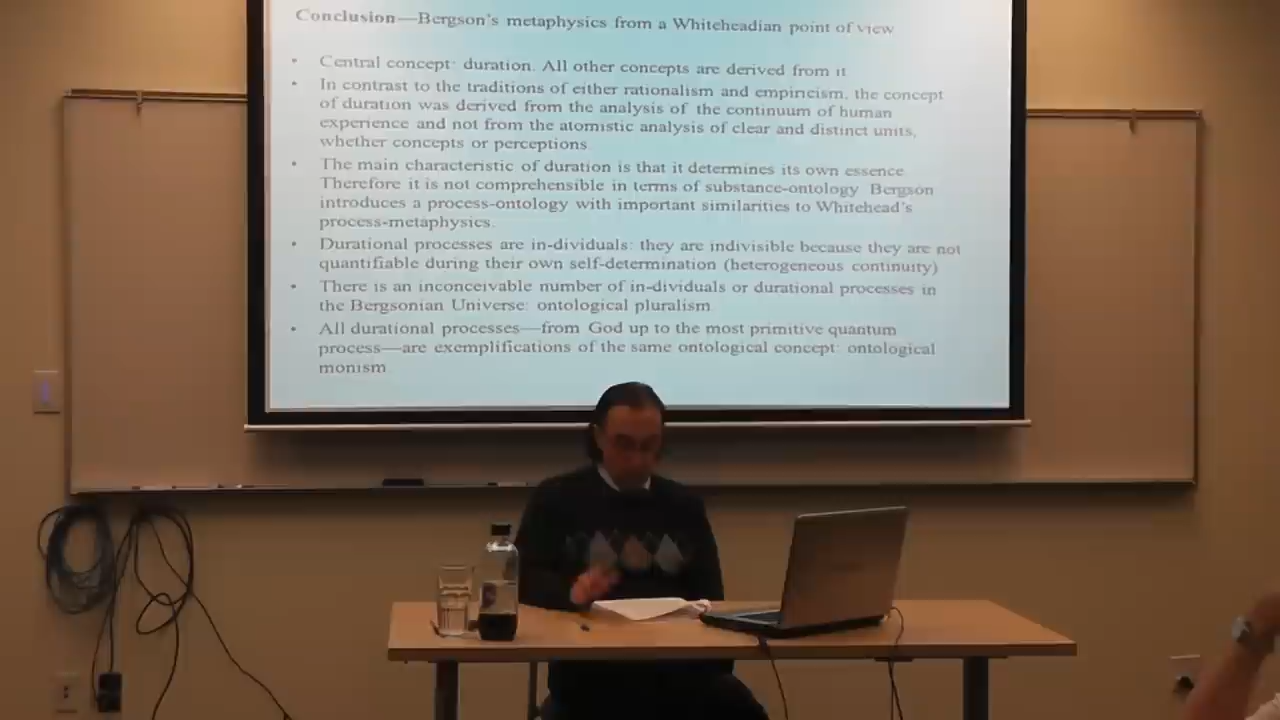 Conclusion—Bergson's metaphysics from a Whiteheadian point of view
• Central concept: duration. All other concepts are derived from it
• In contrast to the traditions of either rationalism and empiricism, the concept
of duration was derived from the analysis of the continuum of human
experience and not from the atomistic analysis of clear and distinct units,
whether concepts or perceptions
• The main characteristic of duration is that it determines its own essence
Therefore it is not comprehensible in terms of substance-ontology Bergson
introduces a process-ontology with important similarities to Whitehead's
process-metaphysics.
• Durational processes are in-dividuals: they are indivisible because they are not
quantifiable during their own self-determination (heterogeneous continuity)
• There is an inconceivable number of in-dividuals or durational processes in
the Bergsonian Universe: ontological pluralism
• All durational processes—from God up to the most primitive quantum
process—are exemplifications of the same ontological concept: ontological
monism